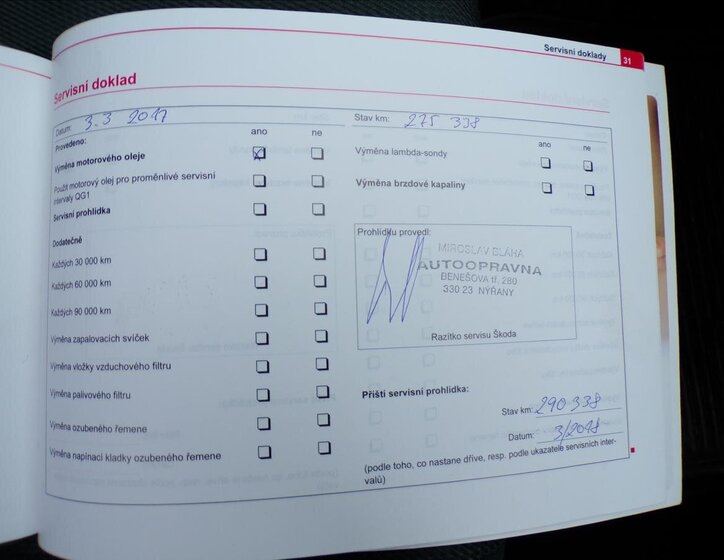 Servisní doklady 31
Servisní doklad
Datum: 3.3 2017
Stav km: 275 338
Provedeno:
ano ne
ano ne
Výměna motorového oleje
Použit motorový olej pro proměnlivé servisní
intervaly QG1
Servisní prohlídka
Dodatečně
Každých 30 000 km
Každých 60 000 km
Každých 90 000 km
Výměna zapalovacích svíček
Výměna vložky vzduchového filtru
Výměna palivového filtru
Výměna ozubeného řemene
Výměna napínací kladky ozubeného řemene
Výměna lambda-sondy
Výměna brzdové kapaliny
Prohlídku provedl:
MIROSLAV BLÁHA
AUTOOPRAVNA
BENEŠOVA tř. 280
330 23 NÝŘANY
Razítko servisu Škoda
Příští servisní prohlídka:
Stav km: 290 338
Datum: 3/2018
(podle toho, co nastane dříve, resp. podle ukazatele servisních inter-
valů)